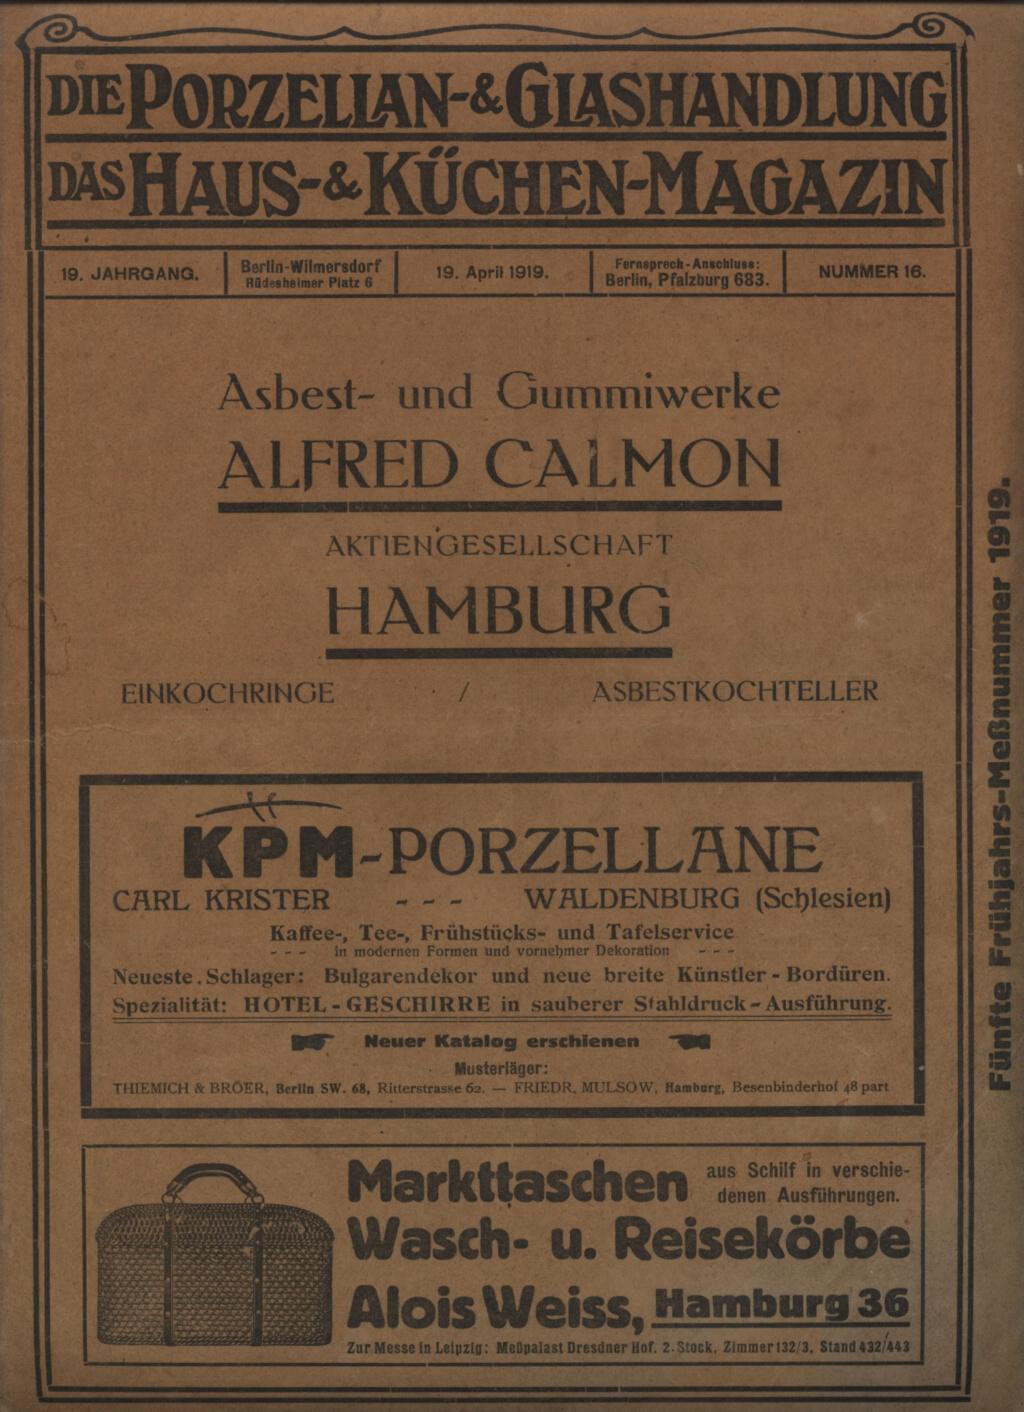 DIE PORZELLAN-& GLASHANDLUNG
DAS HAUS-& KÜCHEN-MAGAZIN
19. JAHRGANG.
Berlin-Wilmersdorf
Rüdesheimer Platz 6
19. April 1919.
Fernsprech-Anschluss:
Berlin, Pfalzburg 683.
NUMMER 16.
Asbest- und Gummiwerke
ALFRED CALMON
AKTIENGESELLSCHAFT
HAMBURG
EINKOCHRINGE / ASBESTKOCHTELLER
KPM-PORZELLANE
CARL KRISTER - - - WALDENBURG (Schlesien)
Kaffee-, Tee-, Frühstücks- und Tafelservice
- - - in modernen Formen und vornehmer Dekoration - - -
Neueste Schlager: Bulgarendekor und neue breite Künstler-Bordüren.
Spezialität: HOTEL-GESCHIRRE in sauberer Stahldruck-Ausführung.
Neuer Katalog erschienen
Musterläger:
THIEMICH & BRÖER, Berlin SW. 68, Ritterstrasse 62. — FRIEDR. MULSOW, Hamburg, Besenbinderhof 48 part
Markttaschen aus Schilf in verschie-
denen Ausführungen.
Wasch- u. Reisekörbe
Alois Weiss, Hamburg 36
Zur Messe in Leipzig: Meßpalast Dresdner Hof. 2. Stock, Zimmer 132/3, Stand 432/443
Fünfte Frühjahrs-Meßnummer 1919.